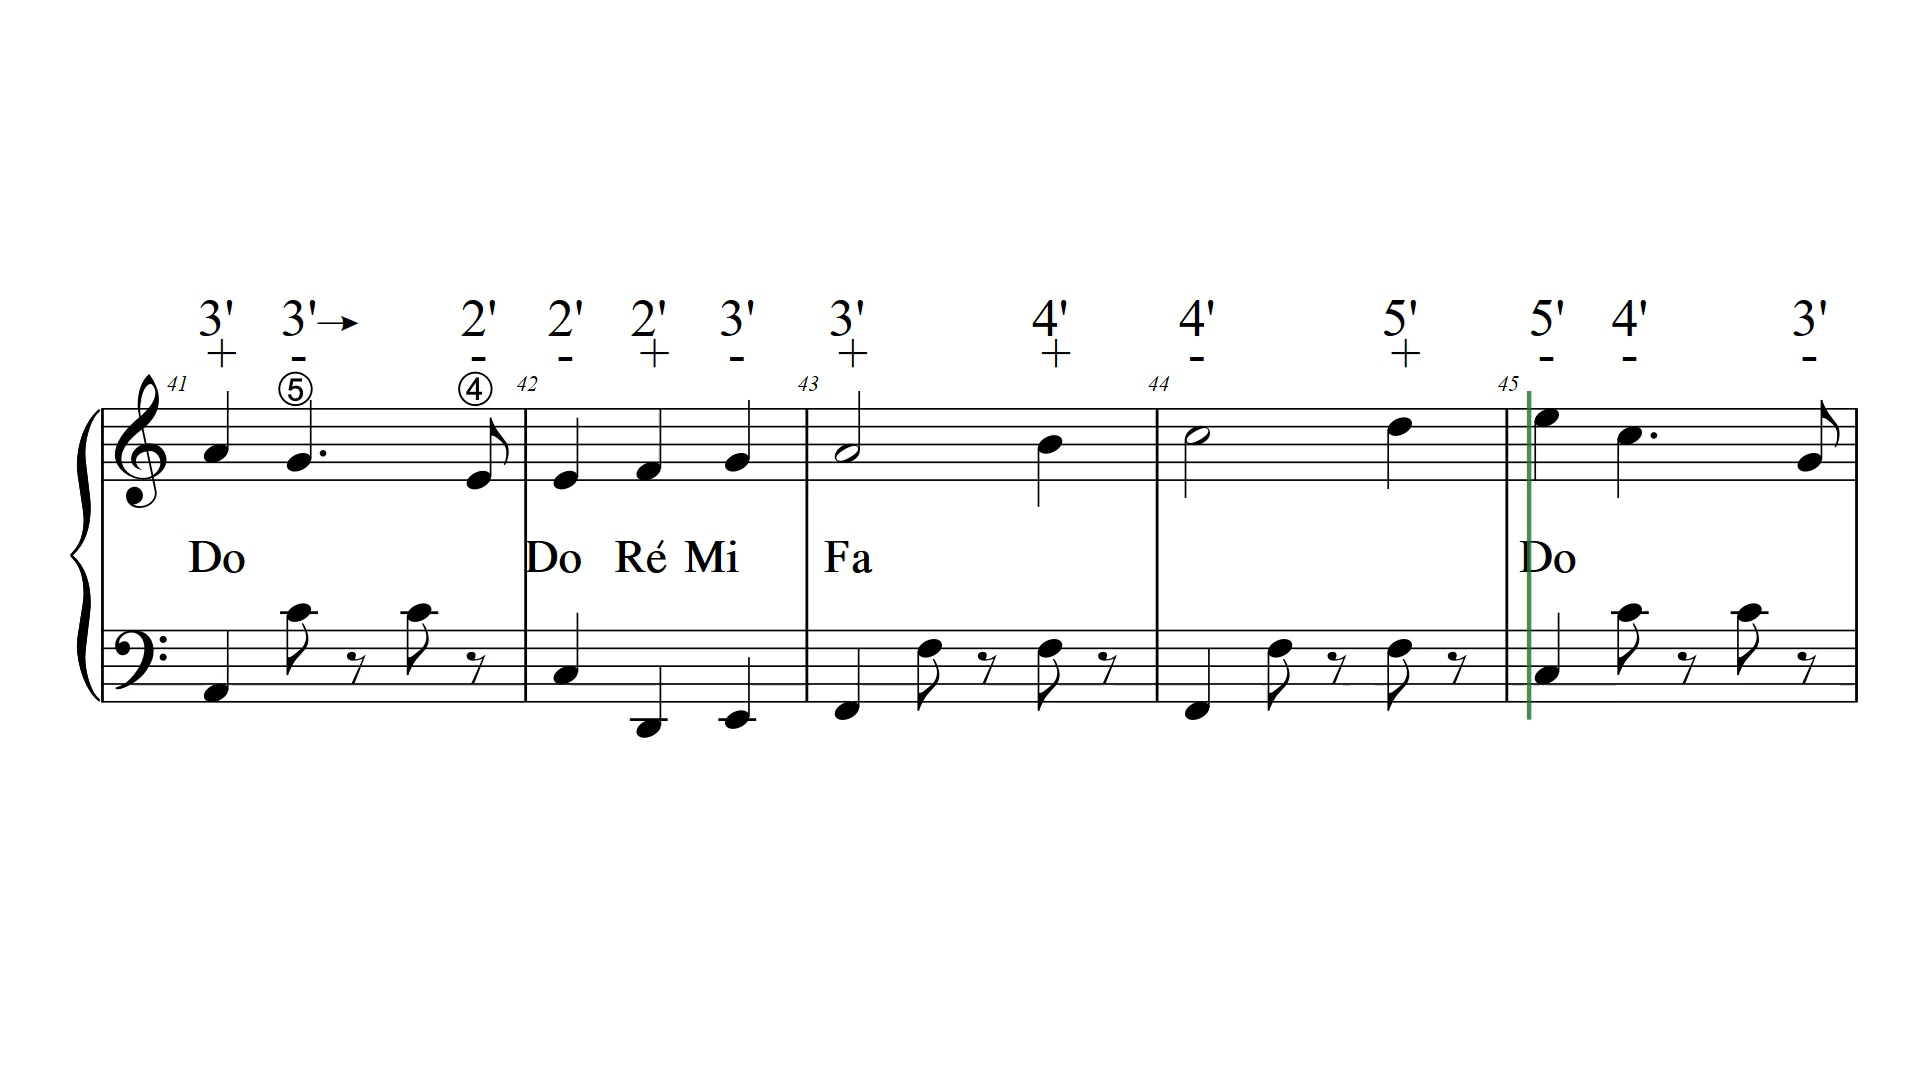 3' 3'→ 2' 2' 2' 3' 3' 4' 4' 5' 5' 4' 3'
+ - - - + - + + - + - - -
⑤ ④
41 42 43 44 45
Do Do Ré Mi Fa Do